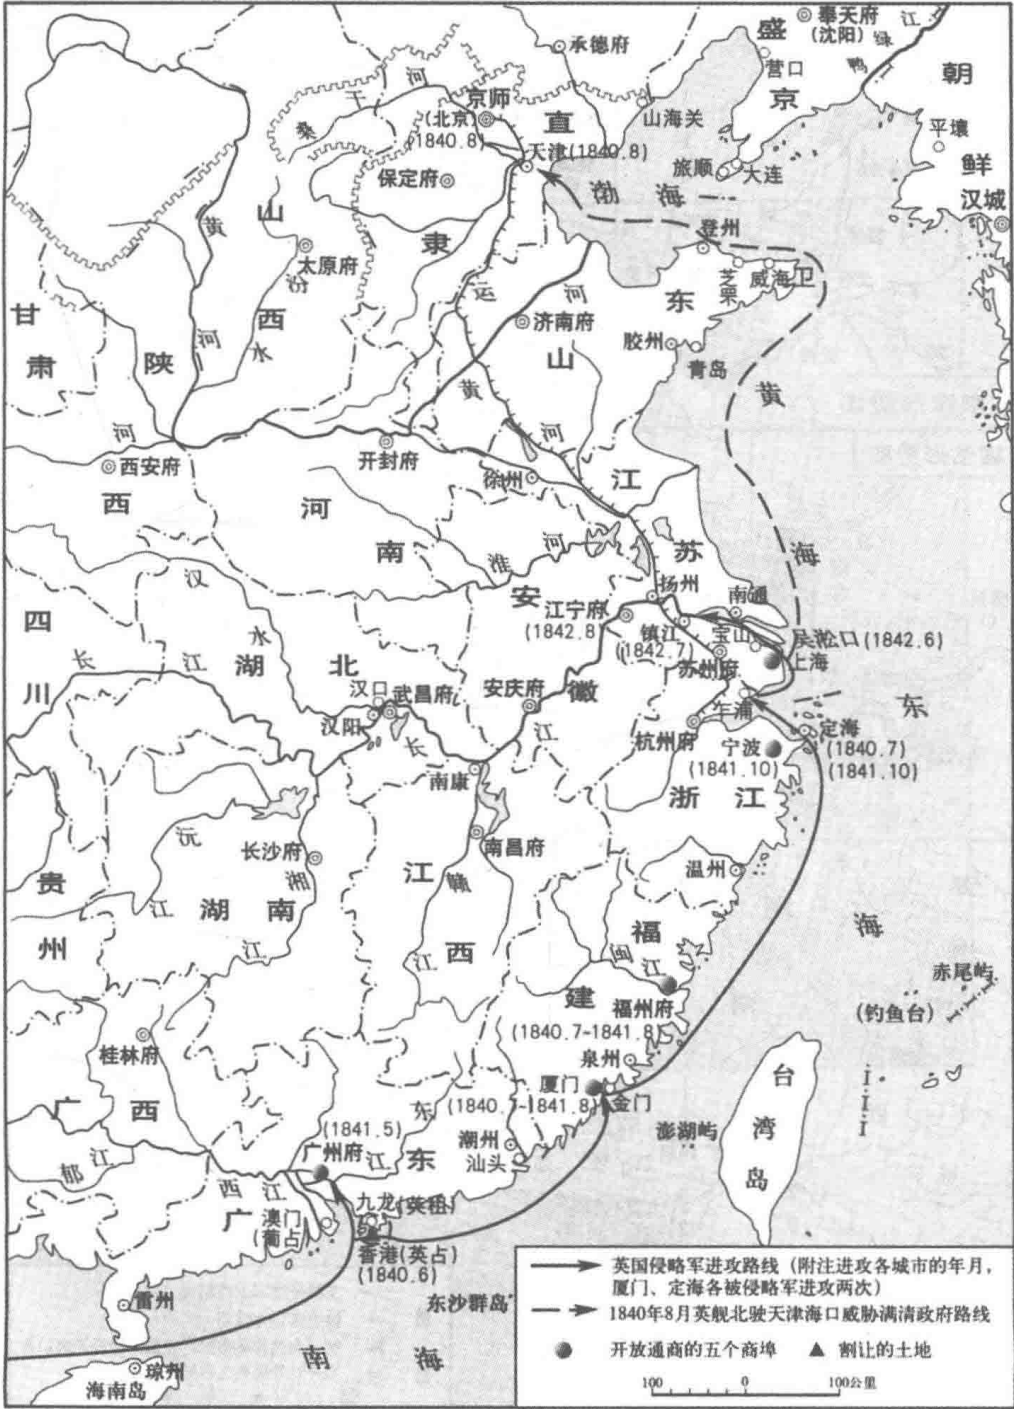 奉天府
(沈阳)
盛
京
鸭
绿
江
朝
鲜
承德府
营口
平壤
汉城
山海关
旅顺
大连
桑
干
河
京师
(北京)
(1840.8)
直
隶
天津(1840.8)
保定府
渤
海
登州
芝罘
威海卫
山
西
太原府
汾
水
黄
河
运
河
济南府
山
东
胶州
青岛
黄
海
甘
肃
陕
西
河
西安府
开封府
黄
河
徐州
江
苏
河
南
淮
河
安
徽
扬州
南通
江宁府
(1842.8)
镇江
(1842.7)
宝山
吴淞口(1842.6)
苏州府
上海
四
川
汉
水
长
江
湖
北
汉口
武昌府
汉阳
安庆府
长
江
乍浦
杭州府
宁波
(1841.10)
定海
(1840.7)
(1841.10)
东
海
南康
浙
江
沅
江
长沙府
湘
江
湖
南
南昌府
江
西
赣
江
温州
贵
州
福
建
闽
江
福州府
(1840.7~1841.8)
赤尾屿
(钓鱼台)
桂林府
泉州
厦门
(1840.7~1841.8)
金门
台
湾
岛
澎湖屿
广
西
郁
江
(1841.5)
广州府
东
江
潮州
汕头
西
江
广
东
澳门
(葡占)
九龙(英租)
香港(英占)
(1840.6)
东沙群岛
雷州
琼州
海南岛
南
海
英国侵略军进攻路线（附注进攻各城市的年月，
厦门、定海各被侵略军进攻两次）
1840年8月英舰北驶天津海口威胁满清政府路线
开放通商的五个商埠
割让的土地
100
0
100公里